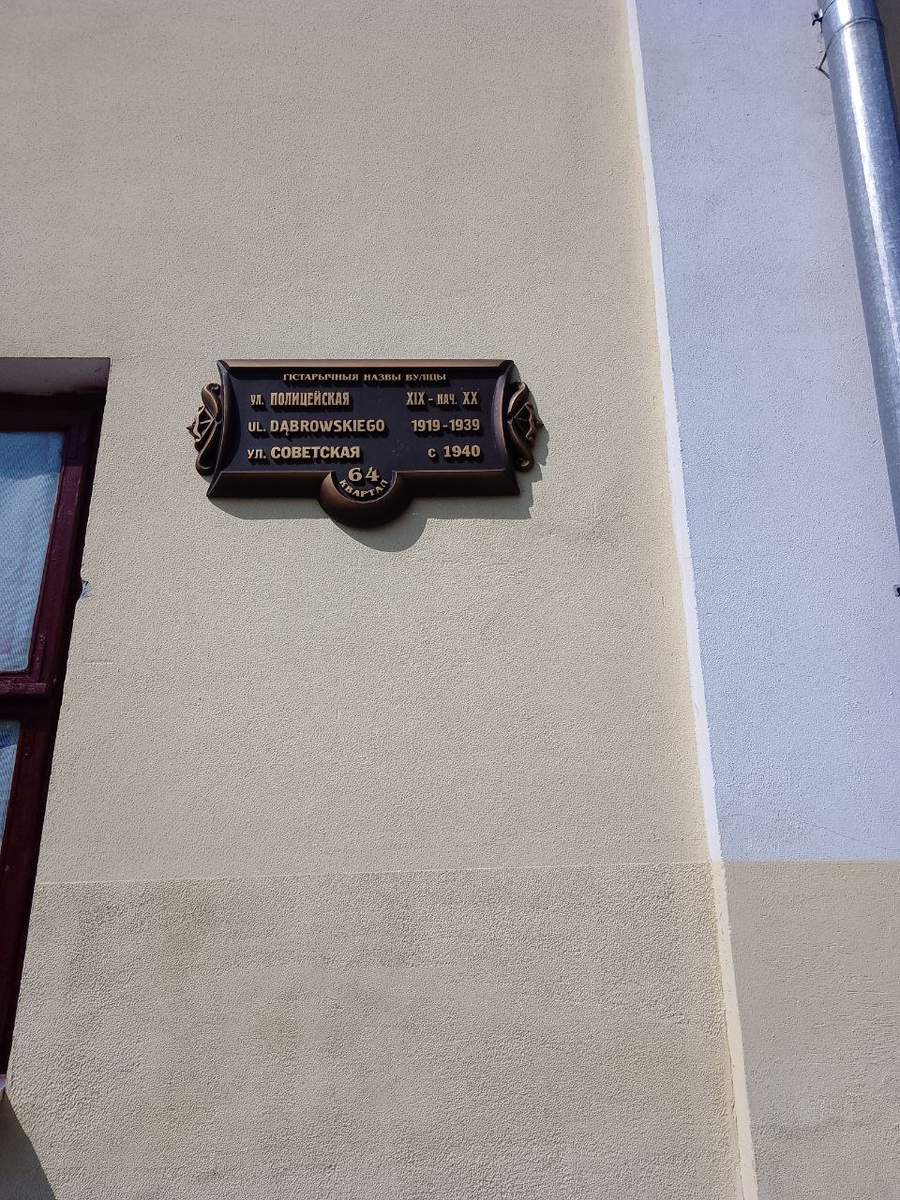 ГІСТАРЫЧНЫЯ НАЗВЫ ВУЛІЦЫ
УЛ. ПОЛИЦЕЙСКАЯ XIX - НАЧ. XX
UL. DĄBROWSKIEGO 1919-1939
УЛ. СОВЕТСКАЯ С 1940
64
КВАРТАЛ